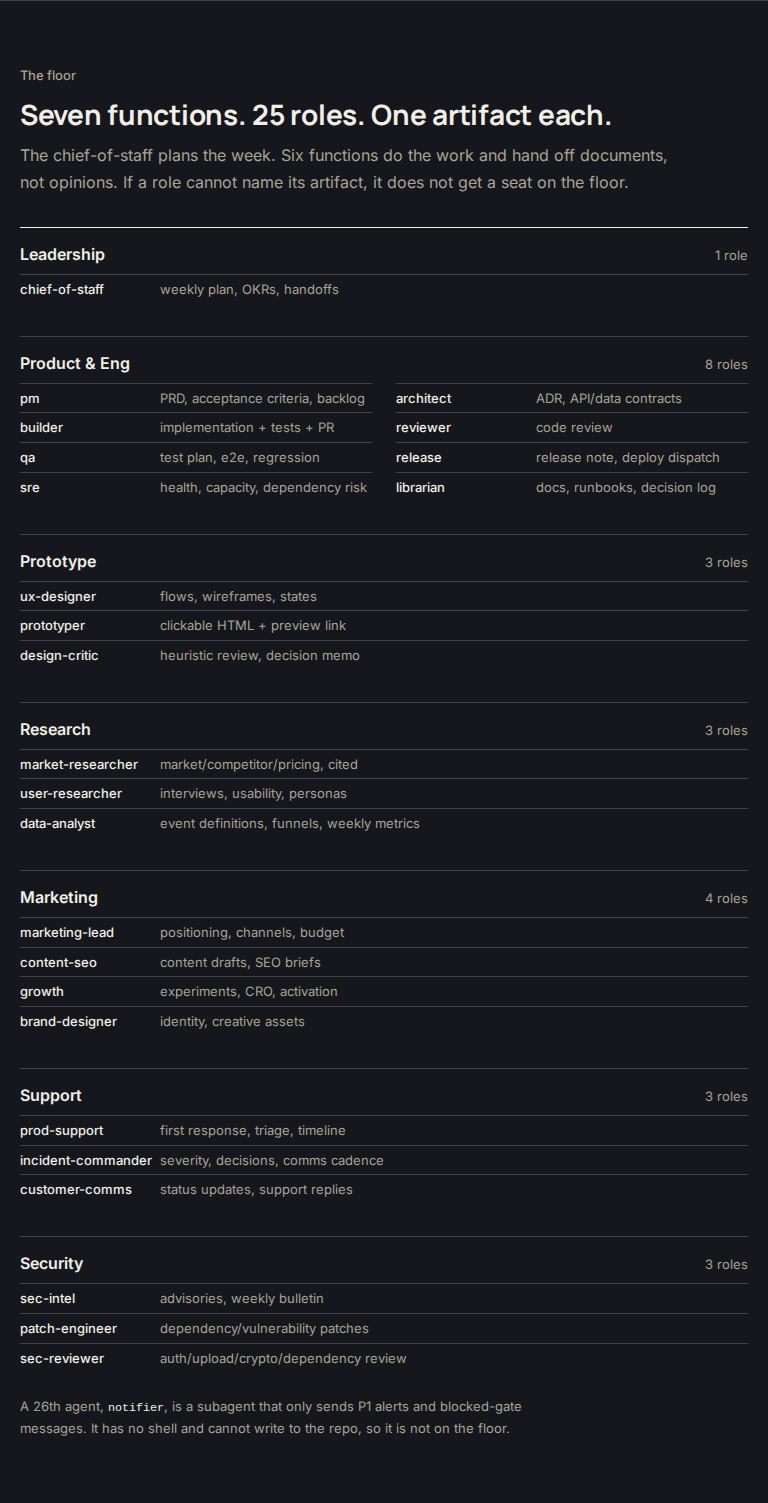 The floor
Seven functions. 25 roles. One artifact each.
The chief-of-staff plans the week. Six functions do the work and hand off documents,
not opinions. If a role cannot name its artifact, it does not get a seat on the floor.
Leadership 1 role
chief-of-staff weekly plan, OKRs, handoffs
Product & Eng 8 roles
pm PRD, acceptance criteria, backlog architect ADR, API/data contracts
builder implementation + tests + PR reviewer code review
qa test plan, e2e, regression release release note, deploy dispatch
sre health, capacity, dependency risk librarian docs, runbooks, decision log
Prototype 3 roles
ux-designer flows, wireframes, states
prototyper clickable HTML + preview link
design-critic heuristic review, decision memo
Research 3 roles
market-researcher market/competitor/pricing, cited
user-researcher interviews, usability, personas
data-analyst event definitions, funnels, weekly metrics
Marketing 4 roles
marketing-lead positioning, channels, budget
content-seo content drafts, SEO briefs
growth experiments, CRO, activation
brand-designer identity, creative assets
Support 3 roles
prod-support first response, triage, timeline
incident-commander severity, decisions, comms cadence
customer-comms status updates, support replies
Security 3 roles
sec-intel advisories, weekly bulletin
patch-engineer dependency/vulnerability patches
sec-reviewer auth/upload/crypto/dependency review
A 26th agent, notifier, is a subagent that only sends P1 alerts and blocked-gate
messages. It has no shell and cannot write to the repo, so it is not on the floor.